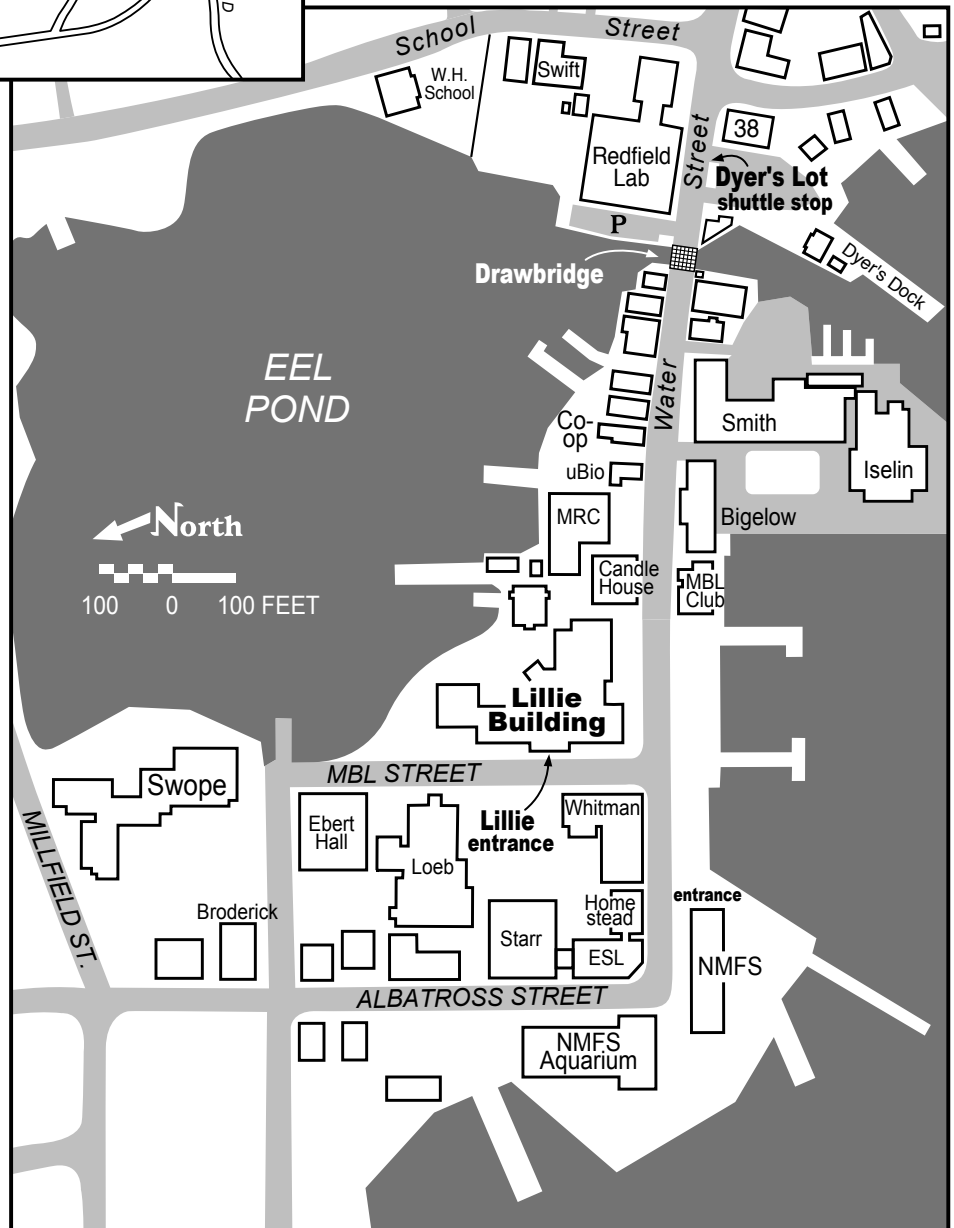 D
School
Street
W.H.
School
Swift
38
Redfield
Lab
Street
Dyer's Lot
shuttle stop
P
Drawbridge
Dyer's Dock
EEL
POND
Water
Co-
op
Smith
uBio
Iselin
MRC
Bigelow
North
Candle
House
MBL
Club
100 0 100 FEET
Lillie
Building
MBL STREET
Swope
Ebert
Hall
Loeb
Lillie
entrance
Whitman
MILLFIELD ST.
Broderick
Home
stead
entrance
Starr
ESL
NMFS
ALBATROSS STREET
NMFS
Aquarium